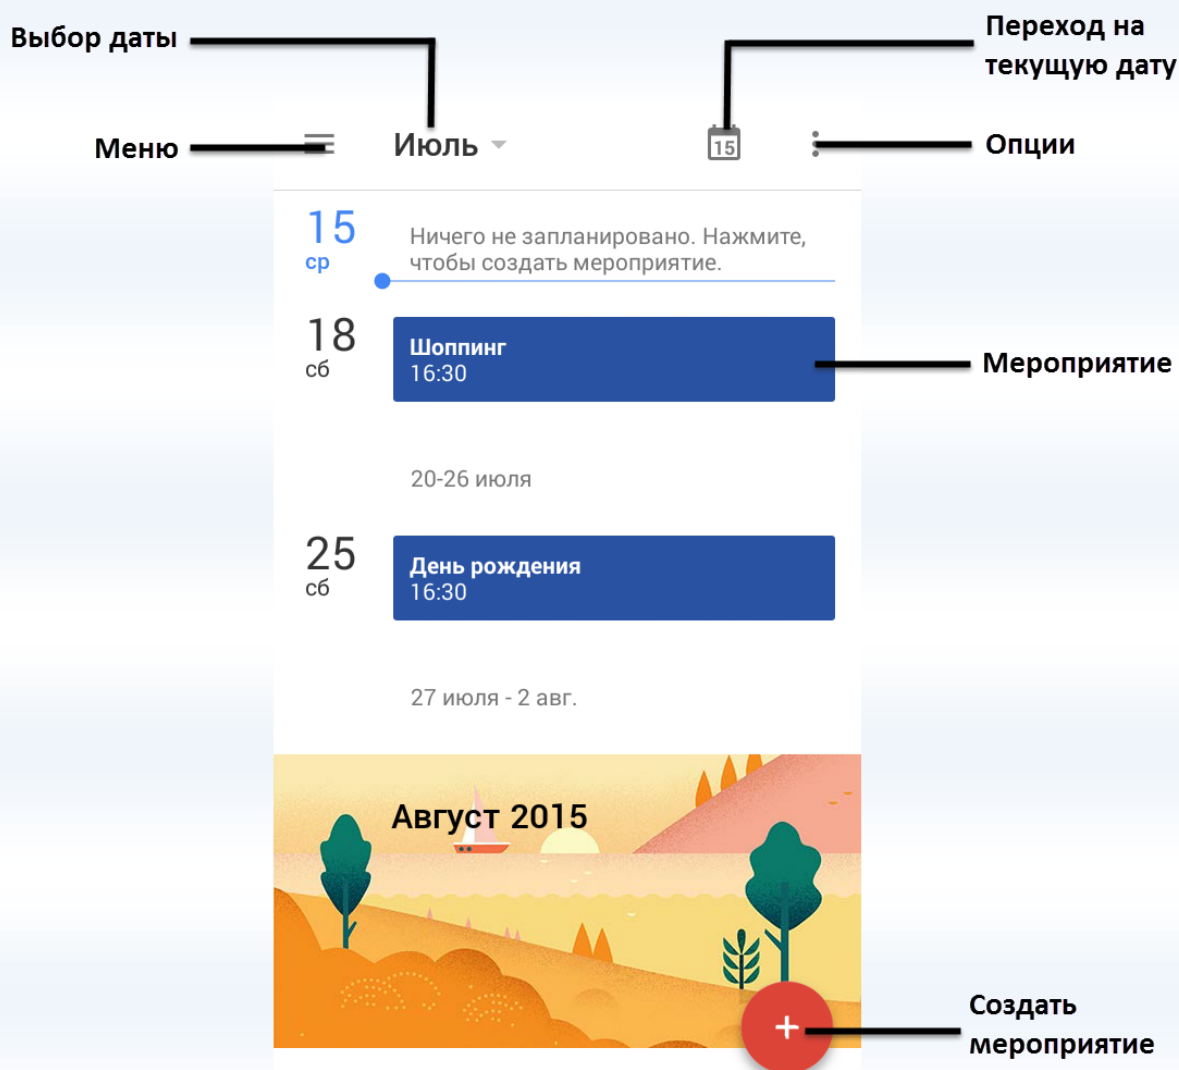 Выбор даты
Переход на
текущую дату
Меню
Июль
15
Опции
15
ср
Ничего не запланировано. Нажмите,
чтобы создать мероприятие.
18
сб
Шоппинг
16:30
Мероприятие
20-26 июля
25
сб
День рождения
16:30
27 июля - 2 авг.
Август 2015
Создать
мероприятие